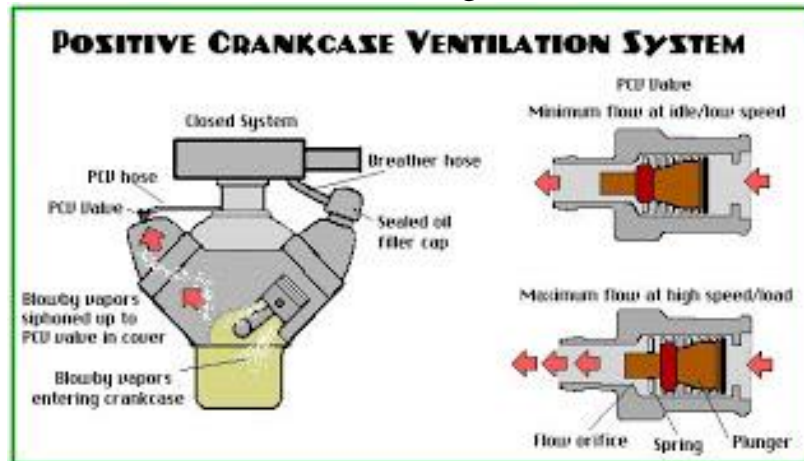 POSITIVE CRANKCASE VENTILATION SYSTEM
Closed System
PCV hose
PCV Valve
Breather hose
Sealed oil
filler cap
Blowby vapors
siphoned up to
PCV valve in cover
Blowby vapors
entering crankcase
PCV Valve
Minimum flow at idle/low speed
Maximum flow at high speed/load
Flow orifice
Spring
Plunger